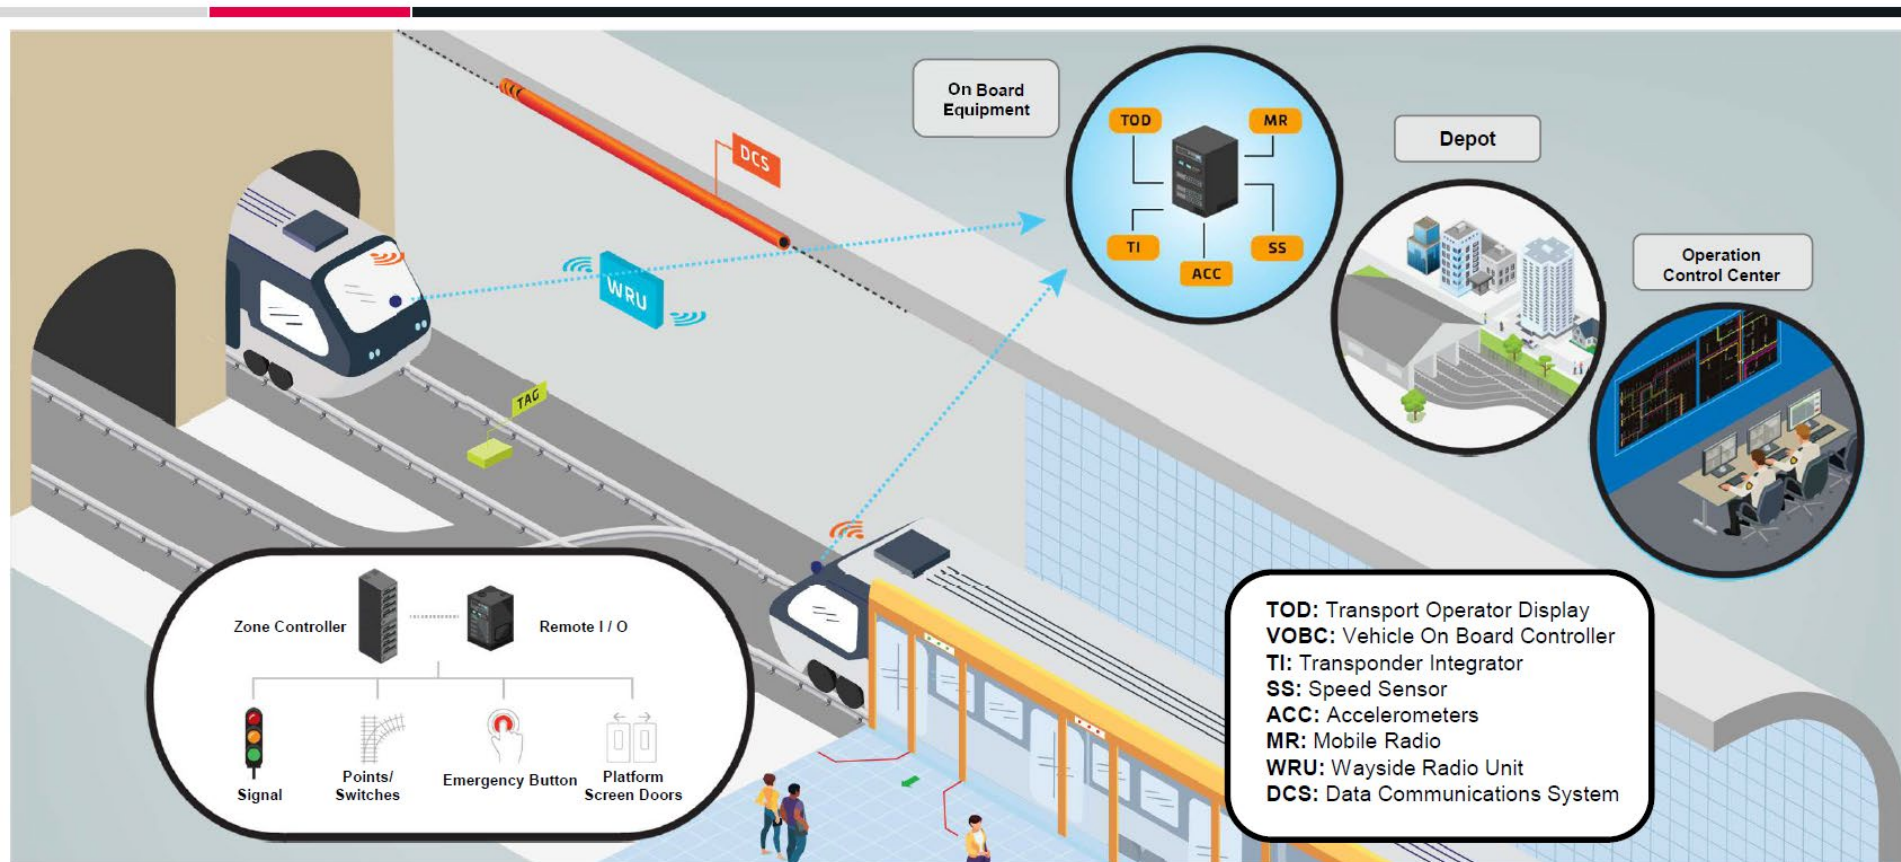 On Board
Equipment
TOD
MR
TI
SS
ACC
Depot
Operation
Control Center
DCS
WRU
TAG
Zone Controller
Remote I / O
Signal
Points/
Switches
Emergency Button
Platform
Screen Doors
TOD: Transport Operator Display
VOBC: Vehicle On Board Controller
TI: Transponder Integrator
SS: Speed Sensor
ACC: Accelerometers
MR: Mobile Radio
WRU: Wayside Radio Unit
DCS: Data Communications System